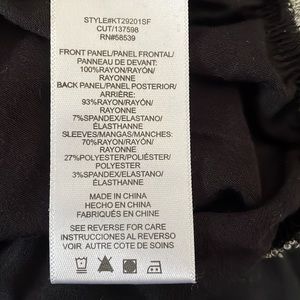 STYLE#KT29201SF
CUT/137598
RN#58539
FRONT PANEL/PANEL FRONTAL/
PANNEAU DE DEVANT:
100%RAYON/RAYÓN/
RAYONNE
BACK PANEL/PANEL POSTERIOR/
ARRIÈRE:
93%RAYON/RAYÓN/
RAYONNE
7%SPANDEX/ELASTANO/
ÉLASTHANNE
SLEEVES/MANGAS/MANCHES:
70%RAYON/RAYÓN/
RAYONNE
27%POLYESTER/POLIÉSTER/
POLYESTER
3%SPANDEX/ELASTANO/
ÉLASTHANNE
MADE IN CHINA
HECHO EN CHINA
FABRIQUÉS EN CHINE
SEE REVERSE FOR CARE
INSTRUCTIONS AL REVERSO
VOIR AUTRE COTE DE SOINS